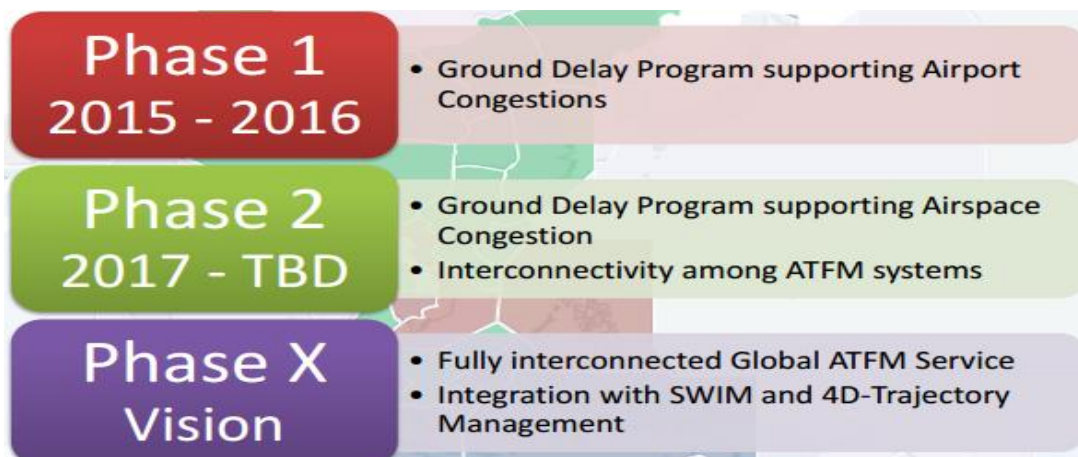 Phase 1
2015 - 2016
• Ground Delay Program supporting Airport
Congestions
Phase 2
2017 - TBD
• Ground Delay Program supporting Airspace
Congestion
• Interconnectivity among ATFM systems
Phase X
Vision
• Fully interconnected Global ATFM Service
• Integration with SWIM and 4D-Trajectory
Management